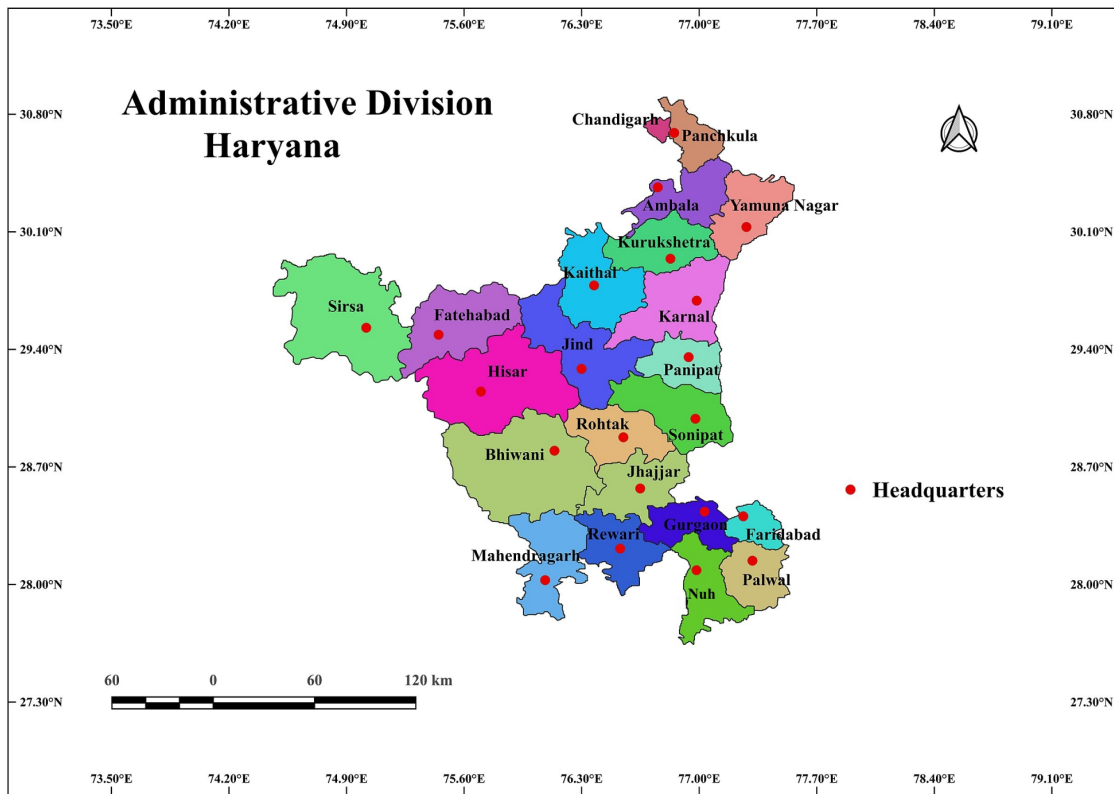 73.50°E 74.20°E 74.90°E 75.60°E 76.30°E 77.00°E 77.70°E 78.40°E 79.10°E
30.80°N 30.80°N
Administrative Division
Haryana
Chandigarh
Panchkula
Ambala
Yamuna Nagar
30.10°N 30.10°N
Kurukshetra
Kaithal
Sirsa
Fatehabad
Karnal
29.40°N 29.40°N
Jind
Hisar
Panipat
Rohtak
Sonipat
Bhiwani
28.70°N 28.70°N
Jhajjar
Headquarters
Gurgaon
Rewari
Faridabad
Mahendragarh
Palwal
28.00°N 28.00°N
Nuh
60 0 60 120 km
27.30°N 27.30°N
73.50°E 74.20°E 74.90°E 75.60°E 76.30°E 77.00°E 77.70°E 78.40°E 79.10°E